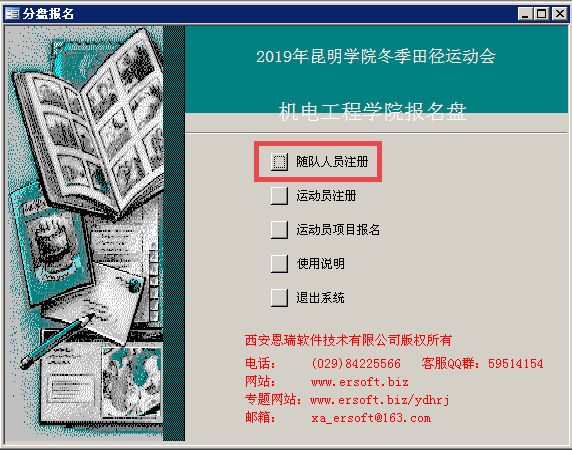 分盘报名
2019年昆明学院冬季田径运动会
机电工程学院报名盘
随队人员注册
运动员注册
运动员项目报名
使用说明
退出系统
西安恩瑞软件技术有限公司版权所有
电话： (029)84225566 客服QQ群：59514154
网站： www.ersoft.biz
专题网站：www.ersoft.biz/ydhrj
邮箱： xa_ersoft@163.com